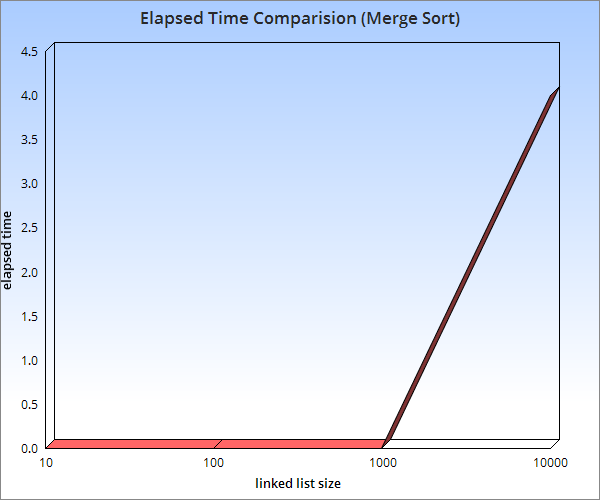 Elapsed Time Comparision (Merge Sort)
4.5
4.0
3.5
3.0
2.5
2.0
1.5
1.0
0.5
0.0
elapsed time
10 100 1000 10000
linked list size